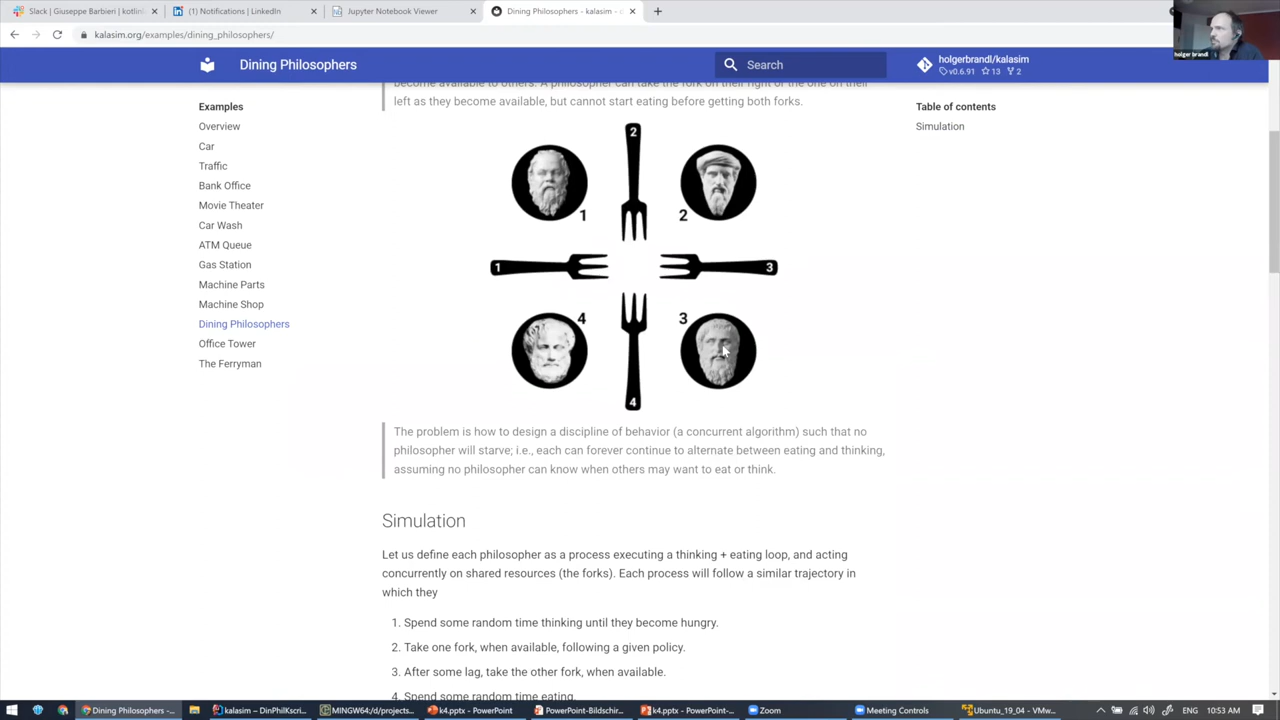 Slack | Giuseppe Barbieri | kotlin
(1) Notifications | LinkedIn
Jupyter Notebook Viewer
Dining Philosophers - kalasim - c
kalasim.org/examples/dining_philosophers/
holger brandl
Dining Philosophers
Search
holgerbrandl/kalasim
v0.6.91 13 2
Examples
Overview
Car
Traffic
Bank Office
Movie Theater
Car Wash
ATM Queue
Gas Station
Machine Parts
Machine Shop
Dining Philosophers
Office Tower
The Ferryman
become available to others. A philosopher can take the fork on their right or the one on their
left as they become available, but cannot start eating before getting both forks.
2
1
2
1
3
4
3
4
The problem is how to design a discipline of behavior (a concurrent algorithm) such that no
philosopher will starve; i.e., each can forever continue to alternate between eating and thinking,
assuming no philosopher can know when others may want to eat or think.
Simulation
Let us define each philosopher as a process executing a thinking + eating loop, and acting
concurrently on shared resources (the forks). Each process will follow a similar trajectory in
which they
1. Spend some random time thinking until they become hungry.
2. Take one fork, when available, following a given policy.
3. After some lag, take the other fork, when available.
4. Spend some random time eating.
Table of contents
Simulation
Dining Philosophers -...
kalasim – DinPhilKscri...
MINGW64:/d/projects...
k4.pptx - PowerPoint
PowerPoint-Bildschir...
k4.pptx - PowerPoint
Zoom
Meeting Controls
Ubuntu_19_04 - VMw...
10:53 AM